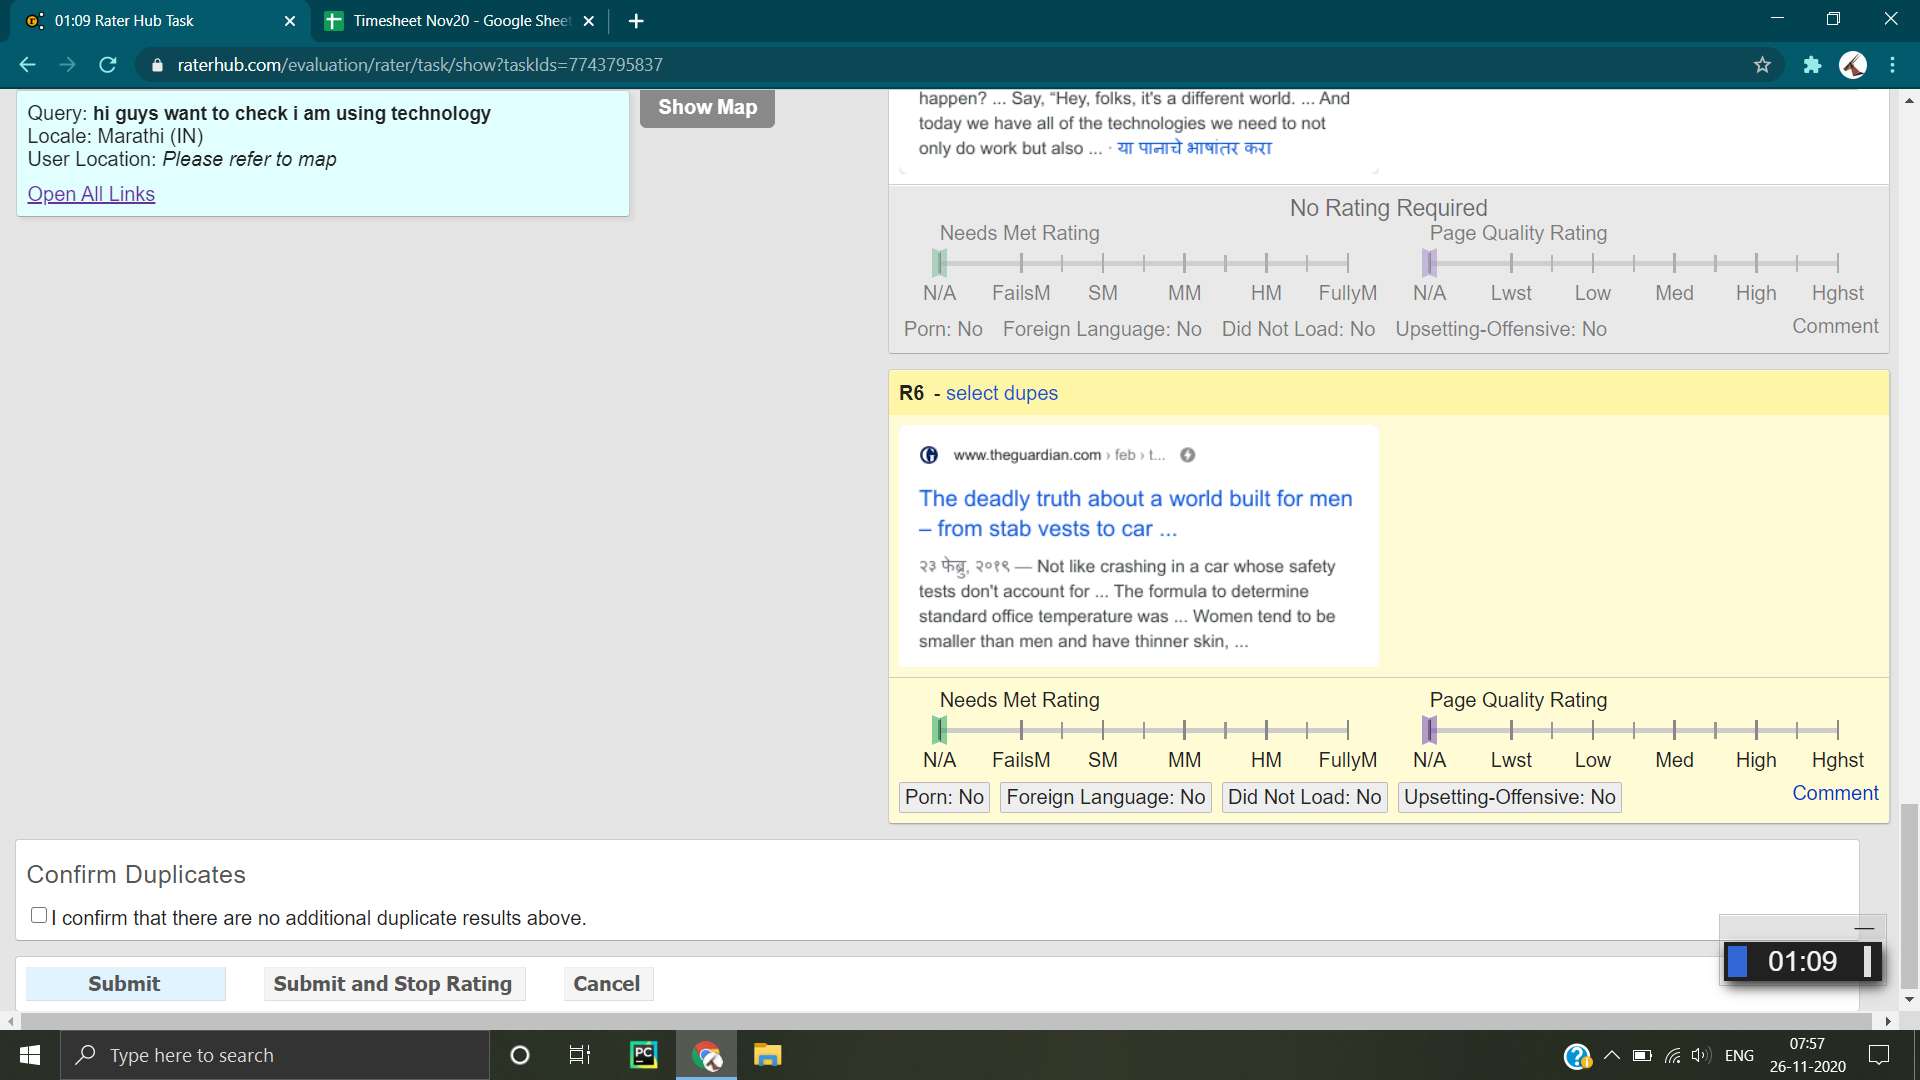 01:09 Rater Hub Task
Timesheet Nov20 - Google Sheet
raterhub.com/evaluation/rater/task/show?taskIds=7743795837
Query: hi guys want to check i am using technology
Locale: Marathi (IN)
User Location: Please refer to map
Open All Links
Show Map
happen? ... Say, “Hey, folks, it's a different world. ... And
today we have all of the technologies we need to not
only do work but also ... · या पानाचे भाषांतर करा
No Rating Required
Needs Met Rating
Page Quality Rating
N/A FailsM SM MM HM FullyM
N/A Lwst Low Med High Hghst
Porn: No Foreign Language: No Did Not Load: No Upsetting-Offensive: No
Comment
R6 - select dupes
www.theguardian.com › feb › t...
The deadly truth about a world built for men
– from stab vests to car ...
२३ फेब्रु, २०१९ — Not like crashing in a car whose safety
tests don't account for ... The formula to determine
standard office temperature was ... Women tend to be
smaller than men and have thinner skin, ...
Needs Met Rating
Page Quality Rating
N/A FailsM SM MM HM FullyM
N/A Lwst Low Med High Hghst
Porn: No Foreign Language: No Did Not Load: No Upsetting-Offensive: No
Comment
Confirm Duplicates
I confirm that there are no additional duplicate results above.
01:09
Submit
Submit and Stop Rating
Cancel
Type here to search
PC
ENG
07:57
26-11-2020